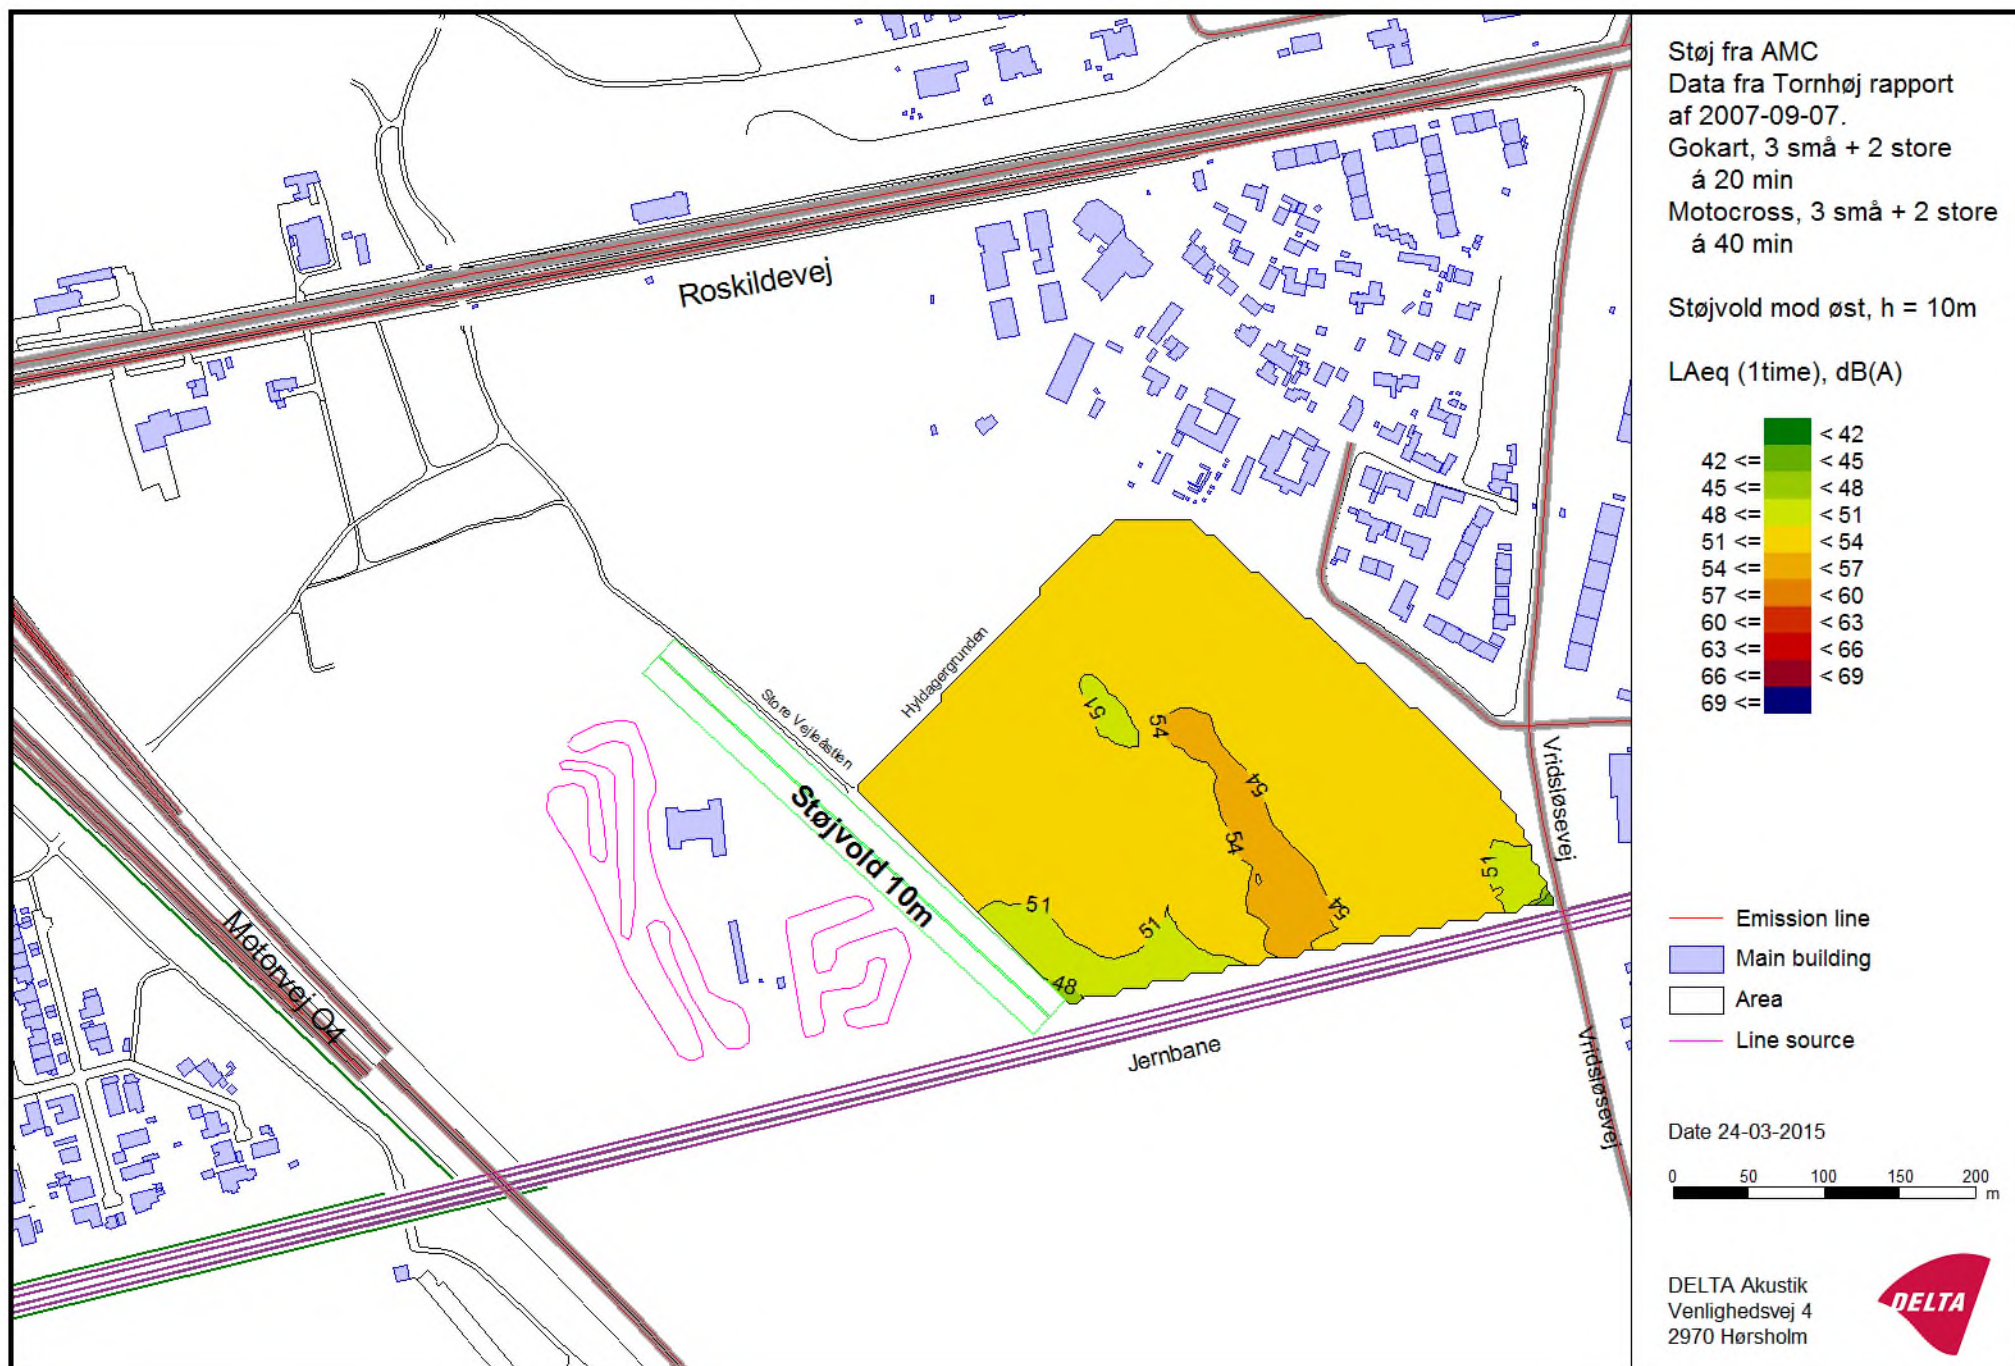 Støj fra AMC
Data fra Tornhøj rapport
af 2007-09-07.
Gokart, 3 små + 2 store
á 20 min
Motocross, 3 små + 2 store
á 40 min
Støjvold mod øst, h = 10m
LAeq (1time), dB(A)
< 42
42 <= < 45
45 <= < 48
48 <= < 51
51 <= < 54
54 <= < 57
57 <= < 60
60 <= < 63
63 <= < 66
66 <= < 69
69 <=
Emission line
Main building
Area
Line source
Date 24-03-2015
0 50 100 150 200
m
DELTA Akustik
Venlighedsvej 4
2970 Hørsholm
DELTA
Roskildevej
Hyldagergrunden
Store Vejleåstien
Støjvold 10m
Motorvej O4
Jernbane
Vridsløsevej
Vridsløsevej
51
54
54
54
54
51
51
51
48